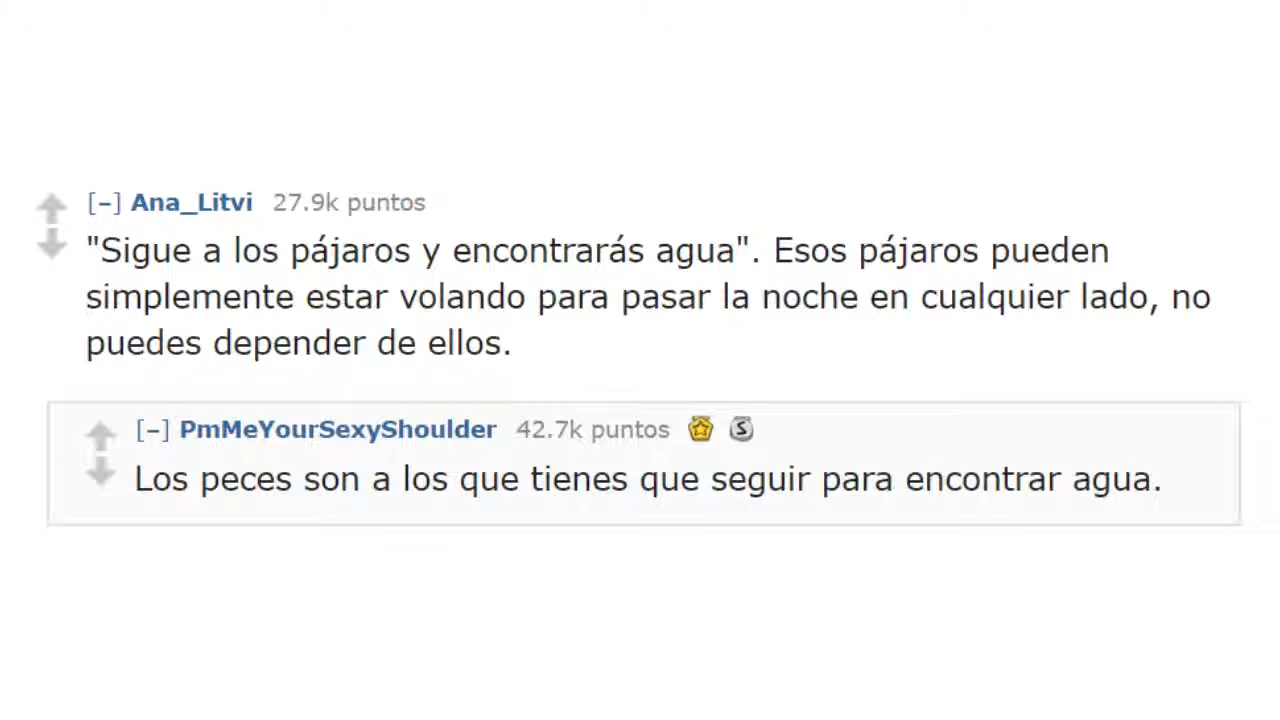 [–] Ana_Litvi 27.9k puntos
"Sigue a los pájaros y encontrarás agua". Esos pájaros pueden
simplemente estar volando para pasar la noche en cualquier lado, no
puedes depender de ellos.
[–] PmMeYourSexyShoulder 42.7k puntos S
Los peces son a los que tienes que seguir para encontrar agua.